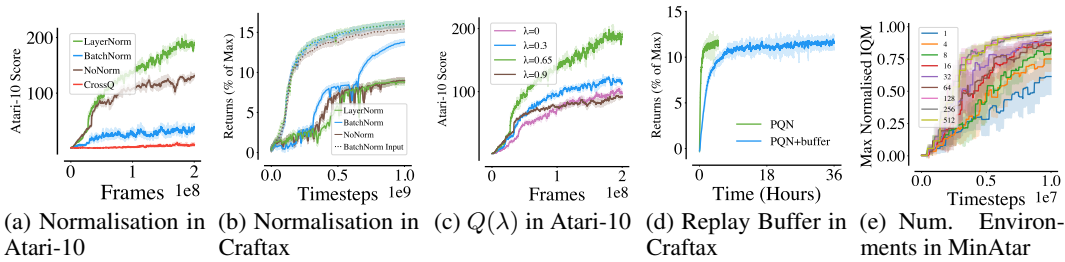 Atari-10 Score
200
100
LayerNorm
BatchNorm
NoNorm
CrossQ
0
1
2
Frames
1e8
(a) Normalisation in
Atari-10
Returns (% of Max)
15
10
5
0
LayerNorm
BatchNorm
NoNorm
BatchNorm Input
0.0
0.5
1.0
Timesteps
1e9
(b) Normalisation in
Craftax
Atari-10 Score
200
100
λ=0
λ=0.3
λ=0.65
λ=0.9
0
1
2
Frames
1e8
(c) Q(λ) in Atari-10
Returns (% of Max)
15
10
5
0
PQN
PQN+buffer
0
12
24
36
Time (Hours)
(d) Replay Buffer in
Craftax
Max Normalised IQM
1.00
0.75
0.50
0.25
0.00
1
4
8
16
32
64
128
256
512
0.0
0.5
1.0
Timesteps
1e7
(e) Num. Environ-
ments in MinAtar